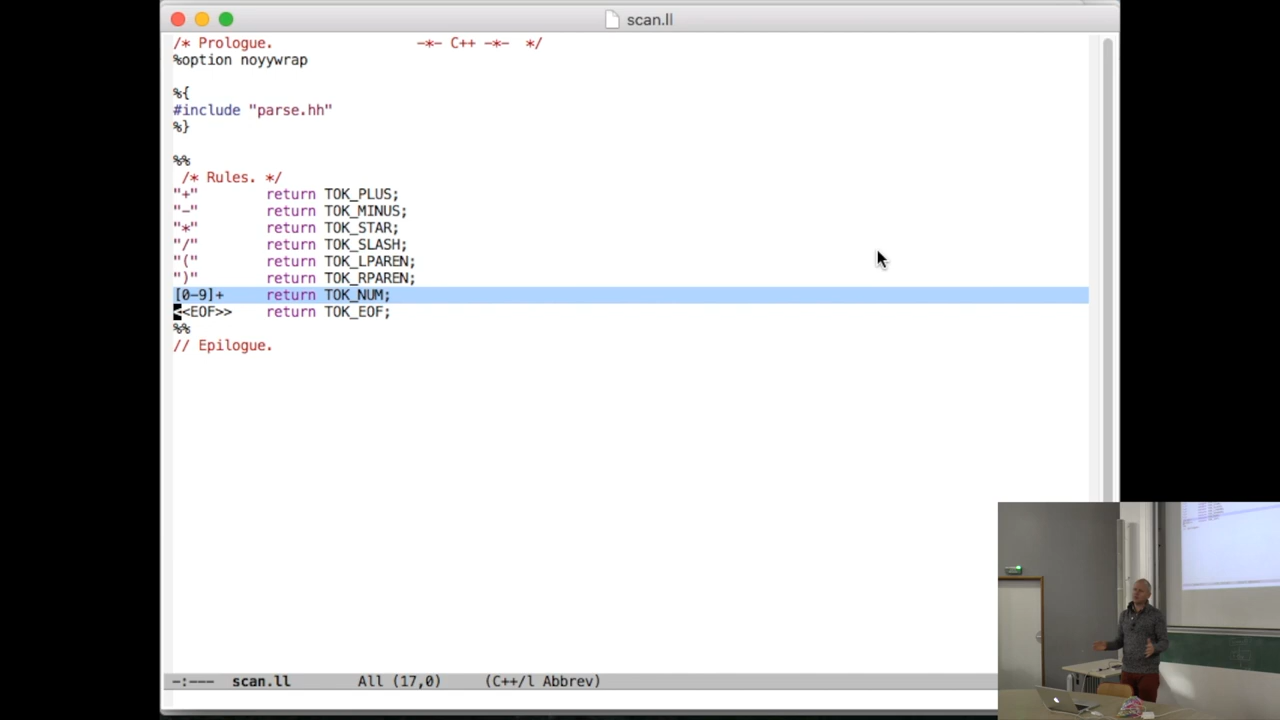 scan.ll
/* Prologue.                 -*- C++ -*-  */
%option noyywrap
%{
#include "parse.hh"
%}
%%
 /* Rules. */
"+"        return TOK_PLUS;
"-"        return TOK_MINUS;
"*"        return TOK_STAR;
"/"        return TOK_SLASH;
"("        return TOK_LPAREN;
")"        return TOK_RPAREN;
[0-9]+     return TOK_NUM;
<<EOF>>    return TOK_EOF;
%%
// Epilogue.
-:---  scan.ll        All (17,0)     (C++/l Abbrev)